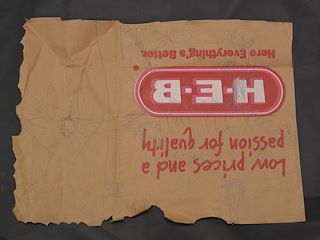 Low prices and a
passion for quality
H-E-B
Here Everything's Better.